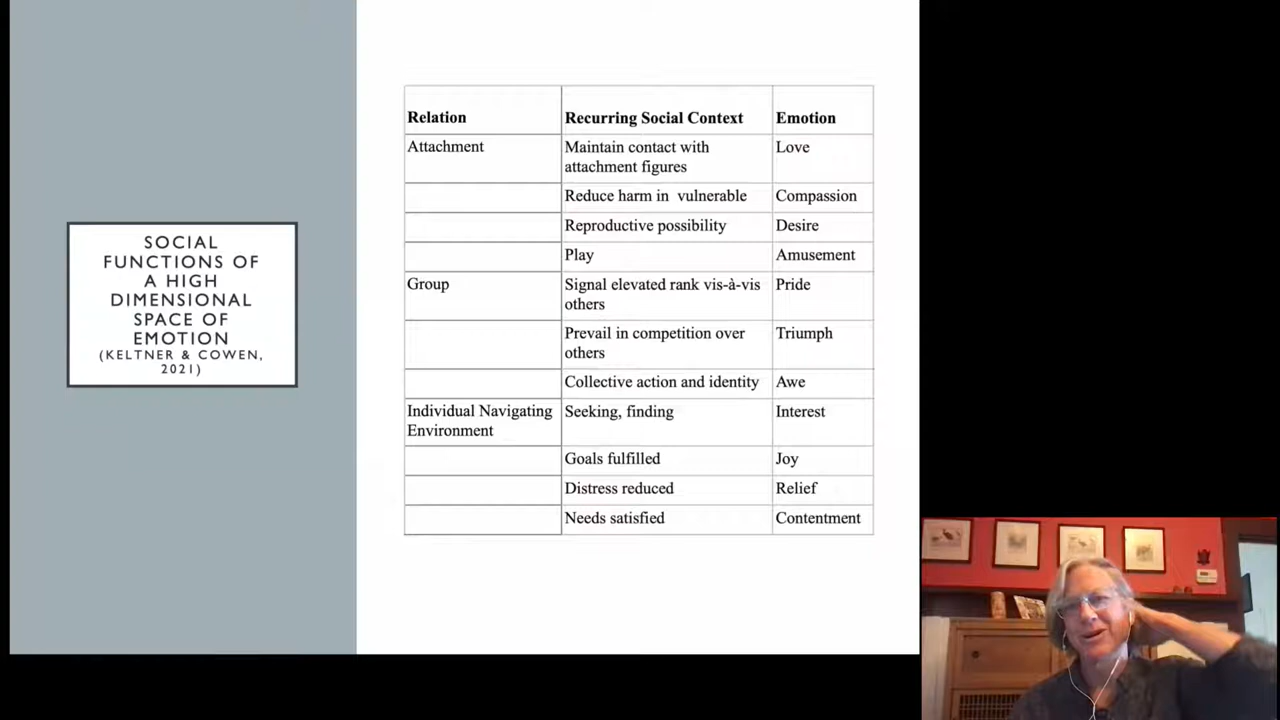 SOCIAL
FUNCTIONS OF
A HIGH
DIMENSIONAL
SPACE OF
EMOTION
(KELTNER & COWEN,
2021)
Relation Recurring Social Context Emotion
Attachment Maintain contact with attachment figures Love
Reduce harm in vulnerable Compassion
Reproductive possibility Desire
Play Amusement
Group Signal elevated rank vis-à-vis others Pride
Prevail in competition over others Triumph
Collective action and identity Awe
Individual Navigating Environment Seeking, finding Interest
Goals fulfilled Joy
Distress reduced Relief
Needs satisfied Contentment